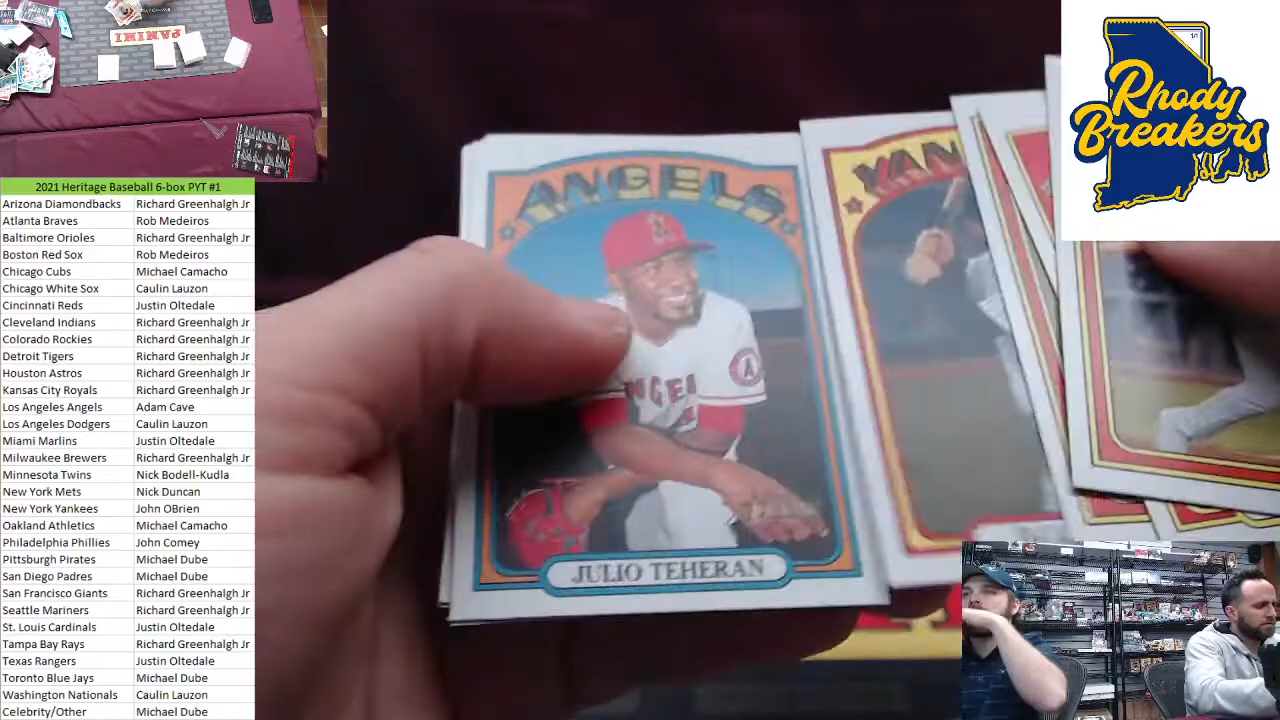 PANINI
Rhody
Breakers
1/1
2021 Heritage Baseball 6-box PYT #1
Arizona Diamondbacks Richard Greenhalgh Jr
Atlanta Braves Rob Medeiros
Baltimore Orioles Richard Greenhalgh Jr
Boston Red Sox Rob Medeiros
Chicago Cubs Michael Camacho
Chicago White Sox Caulin Lauzon
Cincinnati Reds Justin Oltedale
Cleveland Indians Richard Greenhalgh Jr
Colorado Rockies Richard Greenhalgh Jr
Detroit Tigers Richard Greenhalgh Jr
Houston Astros Richard Greenhalgh Jr
Kansas City Royals Richard Greenhalgh Jr
Los Angeles Angels Adam Cave
Los Angeles Dodgers Caulin Lauzon
Miami Marlins Justin Oltedale
Milwaukee Brewers Richard Greenhalgh Jr
Minnesota Twins Nick Bodell-Kudla
New York Mets Nick Duncan
New York Yankees John OBrien
Oakland Athletics Michael Camacho
Philadelphia Phillies John Comey
Pittsburgh Pirates Michael Dube
San Diego Padres Michael Dube
San Francisco Giants Richard Greenhalgh Jr
Seattle Mariners Richard Greenhalgh Jr
St. Louis Cardinals Justin Oltedale
Tampa Bay Rays Richard Greenhalgh Jr
Texas Rangers Justin Oltedale
Toronto Blue Jays Michael Dube
Washington Nationals Caulin Lauzon
Celebrity/Other Michael Dube
ANGELS
YAN
NGEL
A
JULIO TEHERAN